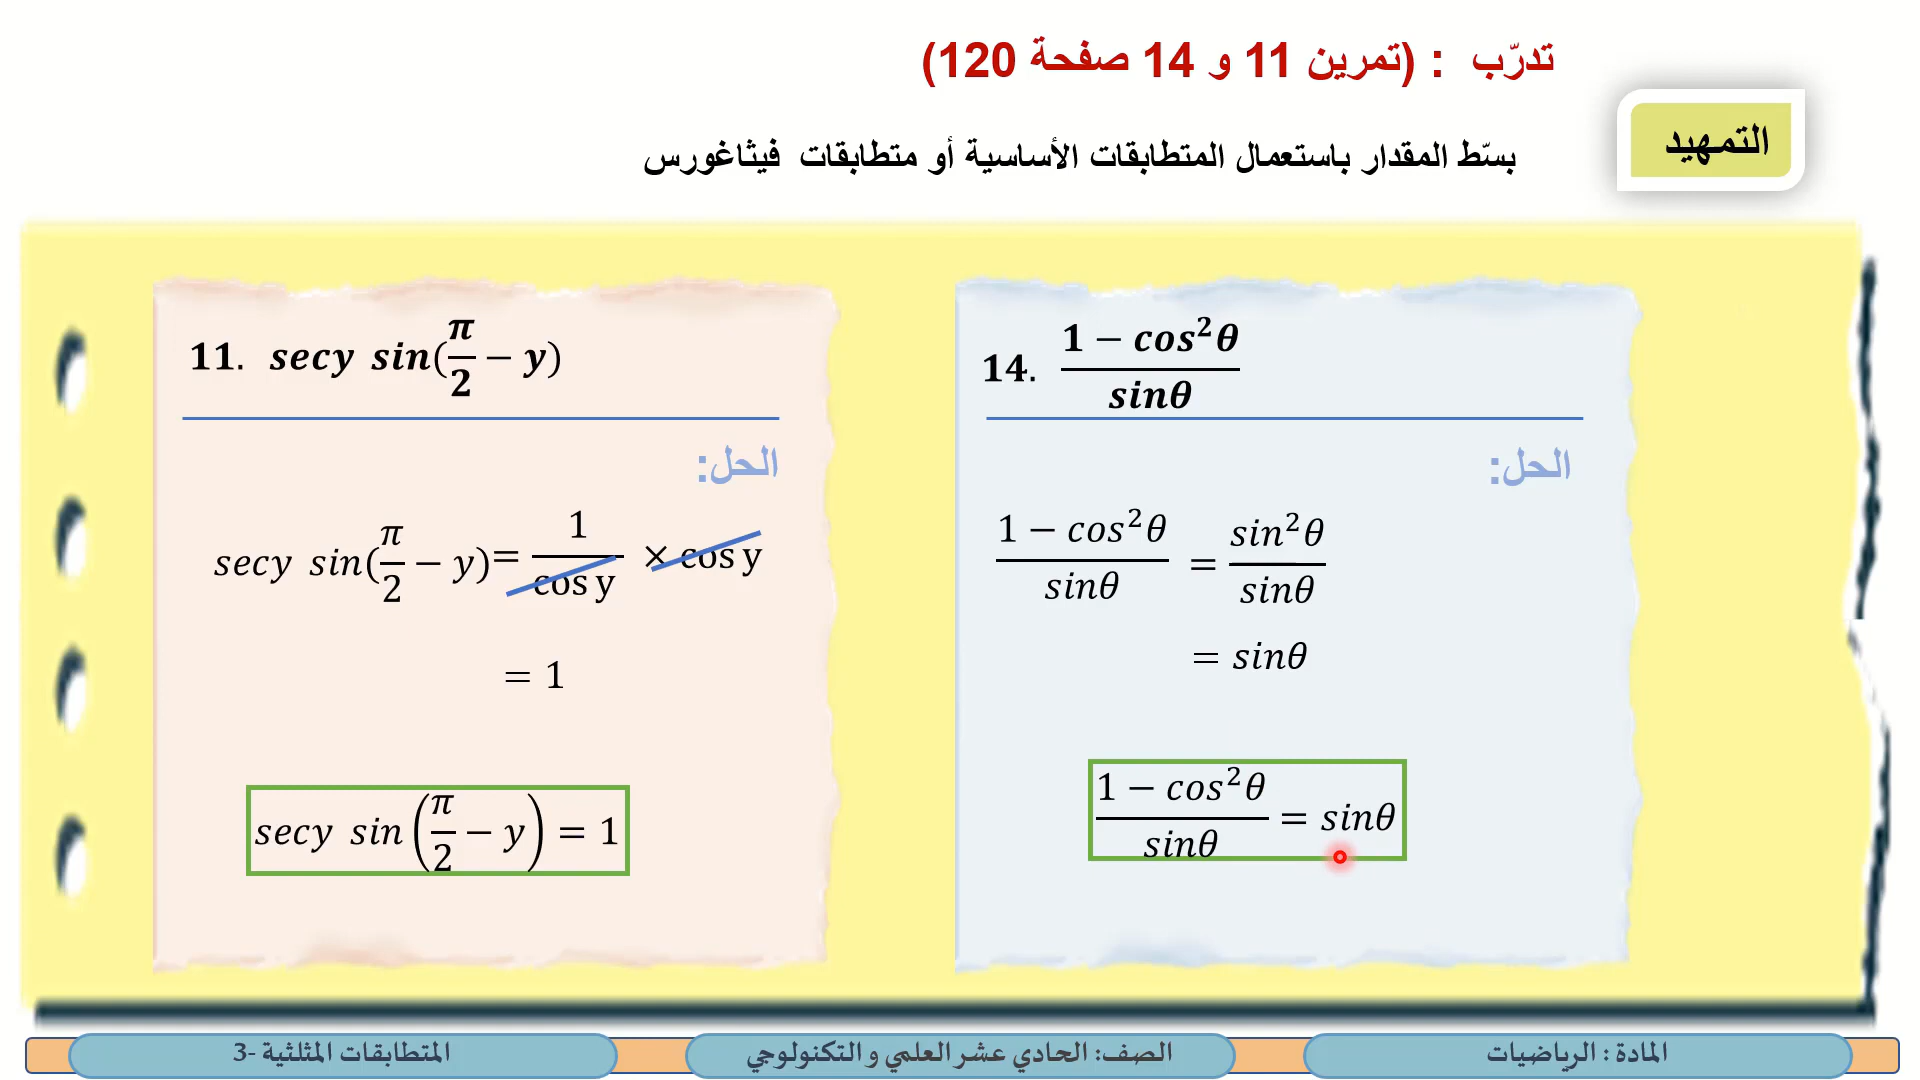 تدرّب : (تمرين 11 و 14 صفحة 120)
التمهيد
بسّط المقدار باستعمال المتطابقات الأساسية أو متطابقات فيثاغورس
11. secy sin(π/2 − y)
الحل:
secy sin(π/2 − y) = 1/cos y × cos y
= 1
secy sin(π/2 − y) = 1
14. (1 − cos²θ)/sinθ
الحل:
(1 − cos²θ)/sinθ = sin²θ/sinθ
= sinθ
(1 − cos²θ)/sinθ = sinθ
المادة : الرياضيات
الصف: الحادي عشر العلمي و التكنولوجي
المتطابقات المثلثية -3